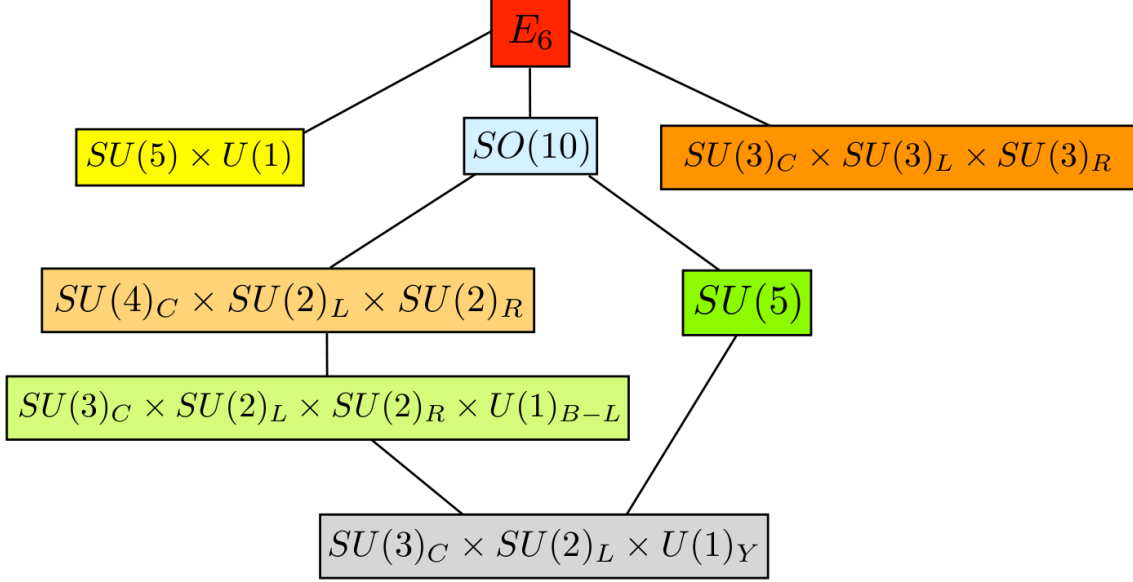 E₆
SU(5) × U(1)
SO(10)
SU(3)_C × SU(3)_L × SU(3)_R
SU(4)_C × SU(2)_L × SU(2)_R
SU(5)
SU(3)_C × SU(2)_L × SU(2)_R × U(1)_{B−L}
SU(3)_C × SU(2)_L × U(1)_Y